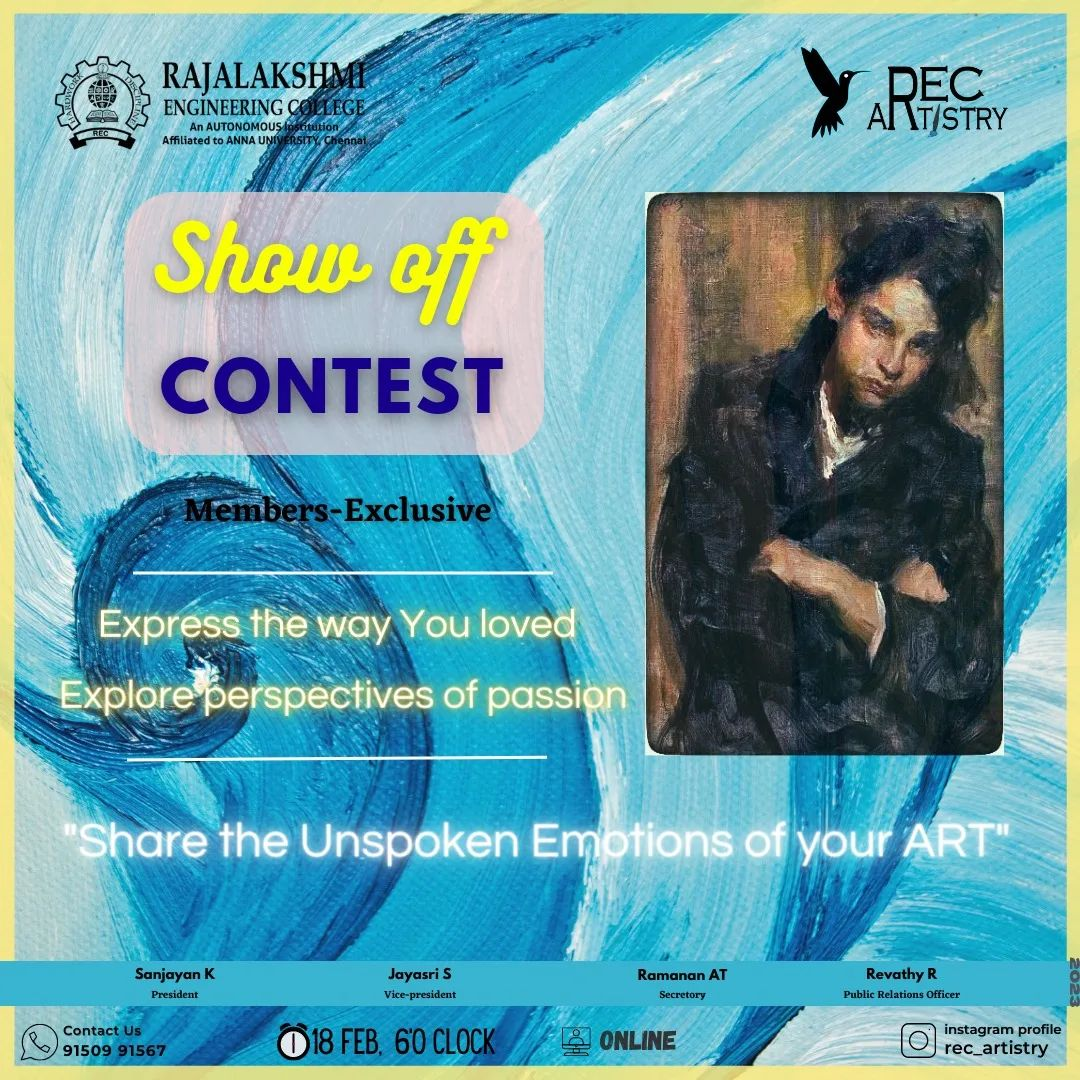 RAJALAKSHMI
ENGINEERING COLLEGE
An AUTONOMOUS Institution
Affiliated to ANNA UNIVERSITY, Chennai
HARDWORK
DISCIPLINE
REC
REC
ARTISTRY
Show off
CONTEST
Members-Exclusive
Express the way You loved
Explore perspectives of passion
"Share the Unspoken Emotions of your ART"
Sanjayan K
President
Jayasri S
Vice-president
Ramanan AT
Secretory
Revathy R
Public Relations Officer
2023
Contact Us
91509 91567
18 FEB, 6'O CLOCK
ONLINE
instagram profile
rec_artistry